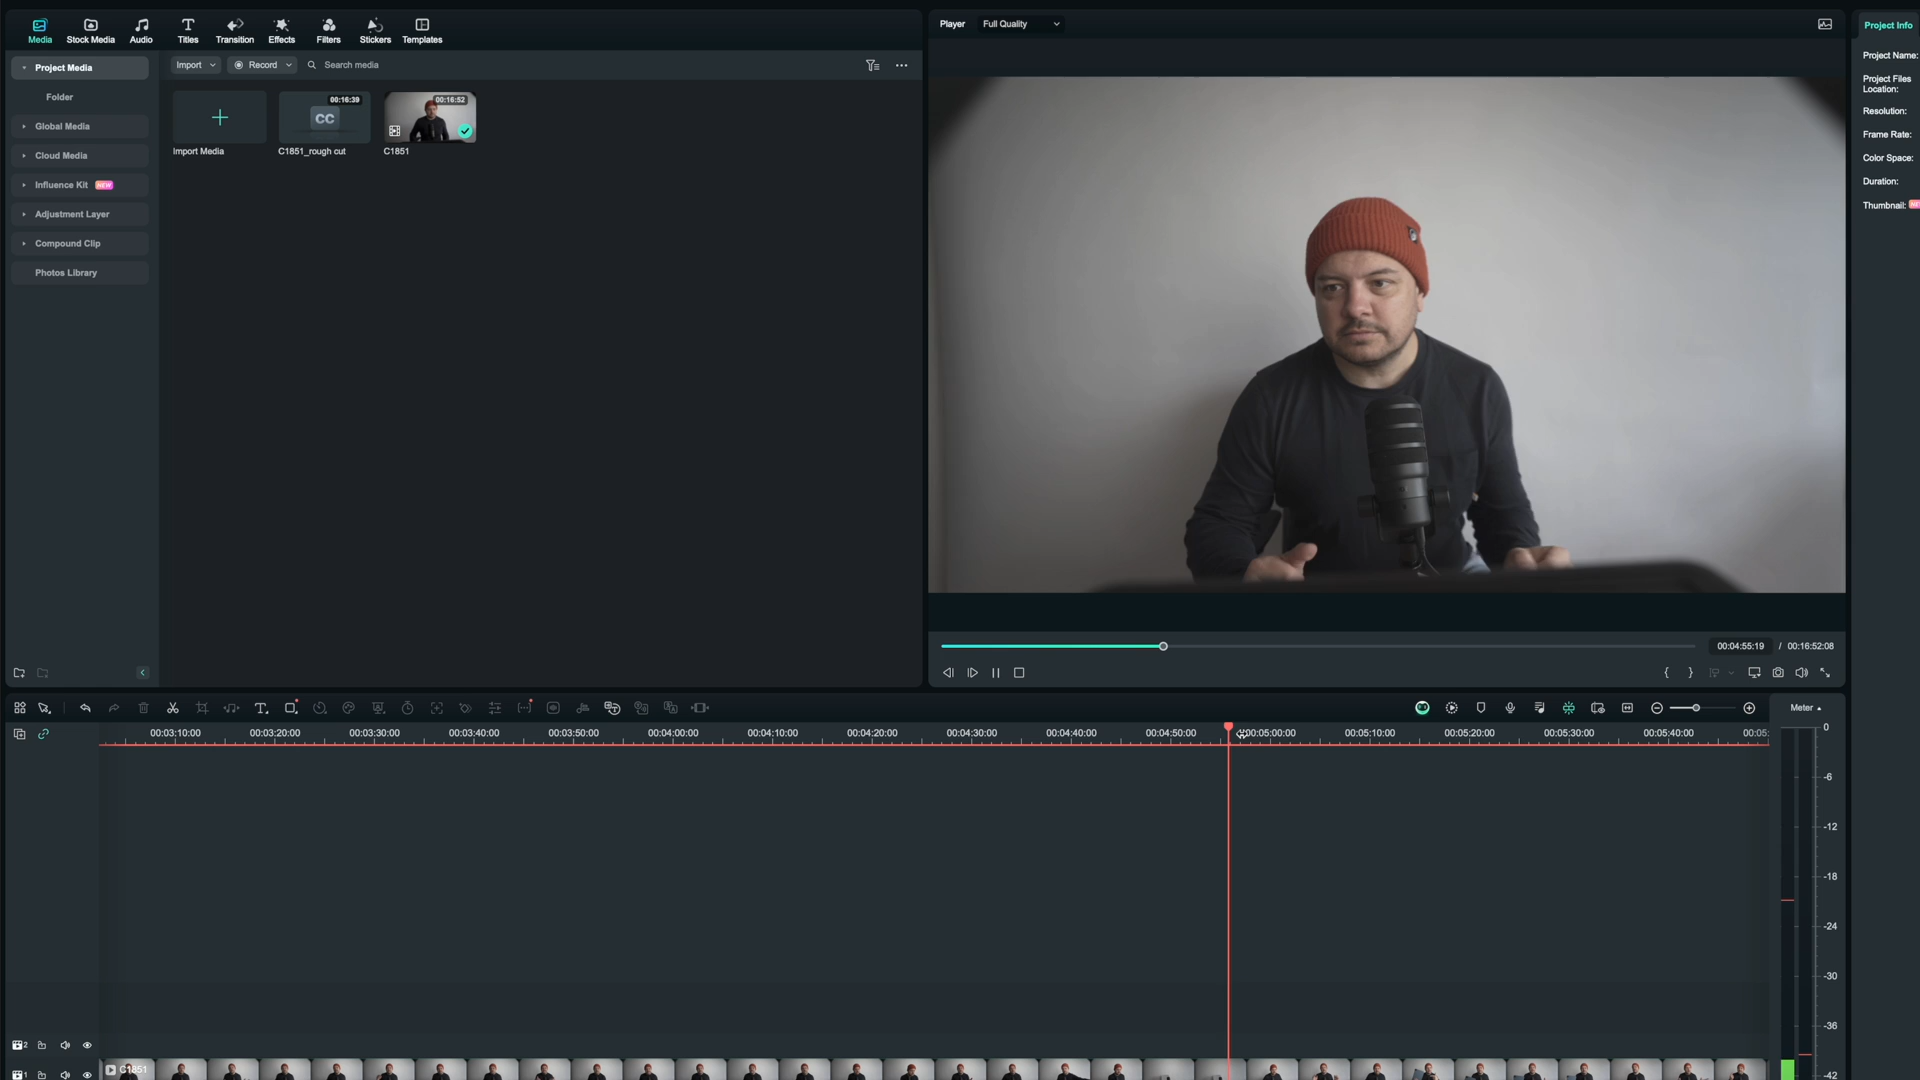 Media
Stock Media
Audio
Titles
Transition
Effects
Filters
Stickers
Templates
Player
Full Quality
Project Info
Project Media
Folder
Global Media
Cloud Media
Influence Kit NEW
Adjustment Layer
Compound Clip
Photos Library
Import
Record
Search media
Import Media
00:16:39
CC
C1851_rough cut
00:16:52
C1851
Project Name:
Project Files
Location:
Resolution:
Frame Rate:
Color Space:
Duration:
Thumbnail:
00:04:55:19 / 00:16:52:08
Meter
00:03:10:00
00:03:20:00
00:03:30:00
00:03:40:00
00:03:50:00
00:04:00:00
00:04:10:00
00:04:20:00
00:04:30:00
00:04:40:00
00:04:50:00
00:05:00:00
00:05:10:00
00:05:20:00
00:05:30:00
00:05:40:00
00:05:
0
-6
-12
-18
-24
-30
-36
-42
2
1
C1851